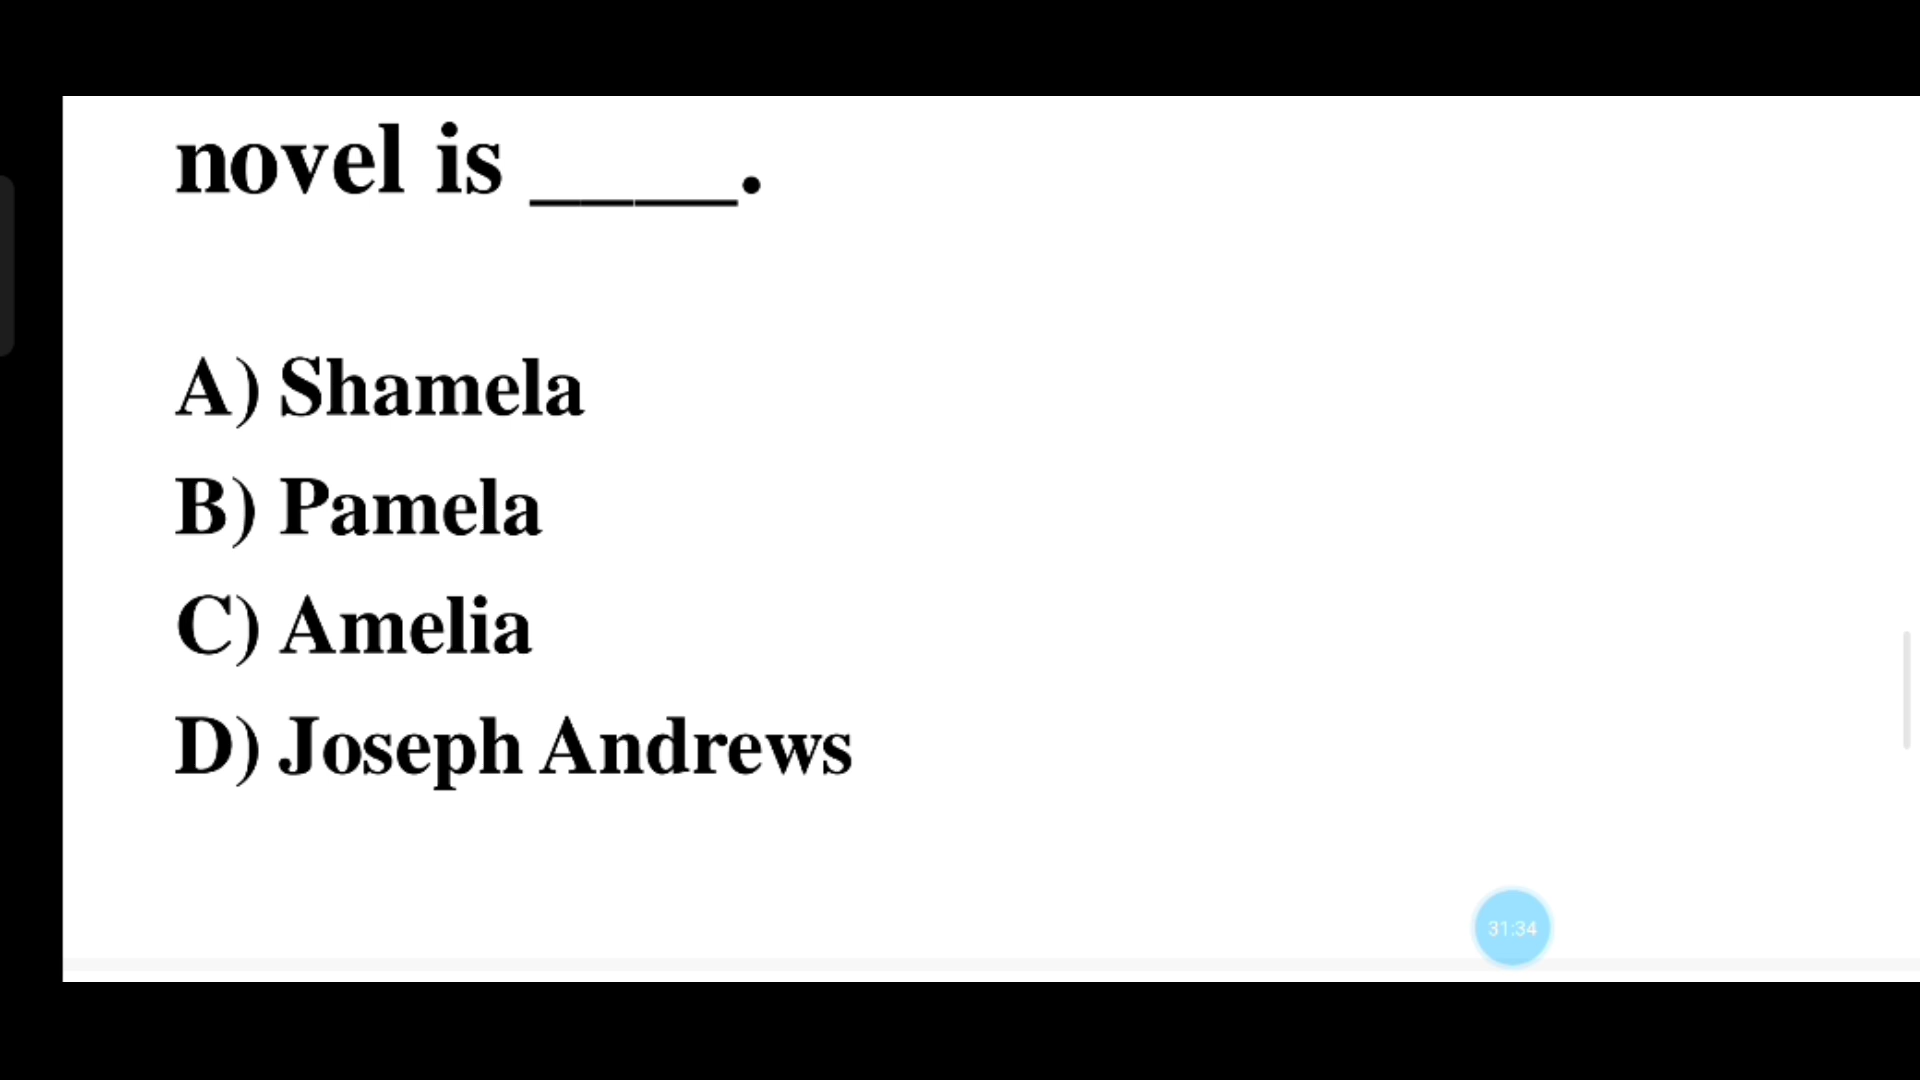 novel is ____.
A) Shamela
B) Pamela
C) Amelia
D) Joseph Andrews
31:34